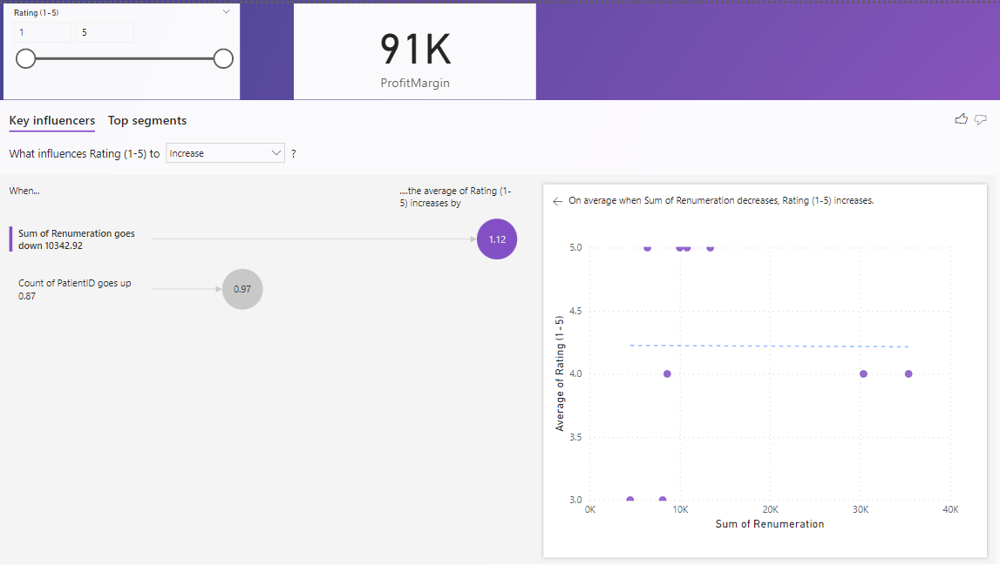 Rating (1-5)
1
5
91K
ProfitMargin
Key influencers
Top segments
What influences Rating (1-5) to
Increase
?
When...
....the average of Rating (1-
5) increases by
Sum of Renumeration goes
down 10342.92
1.12
Count of PatientID goes up
0.87
0.97
On average when Sum of Renumeration decreases, Rating (1-5) increases.
Average of Rating (1-5)
5.0
4.5
4.0
3.5
3.0
0K
10K
20K
30K
40K
Sum of Renumeration